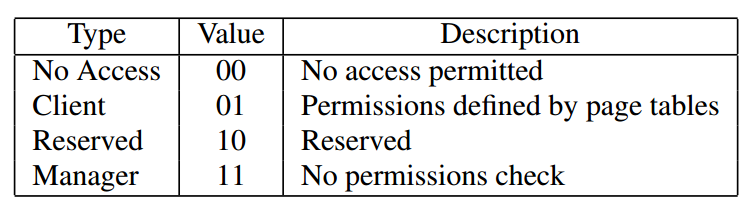 Type Value Description
No Access 00 No access permitted
Client 01 Permissions defined by page tables
Reserved 10 Reserved
Manager 11 No permissions check